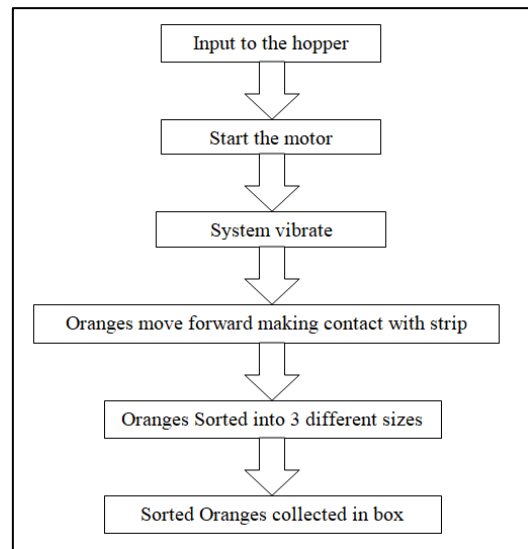 Input to the hopper
Start the motor
System vibrate
Oranges move forward making contact with strip
Oranges Sorted into 3 different sizes
Sorted Oranges collected in box